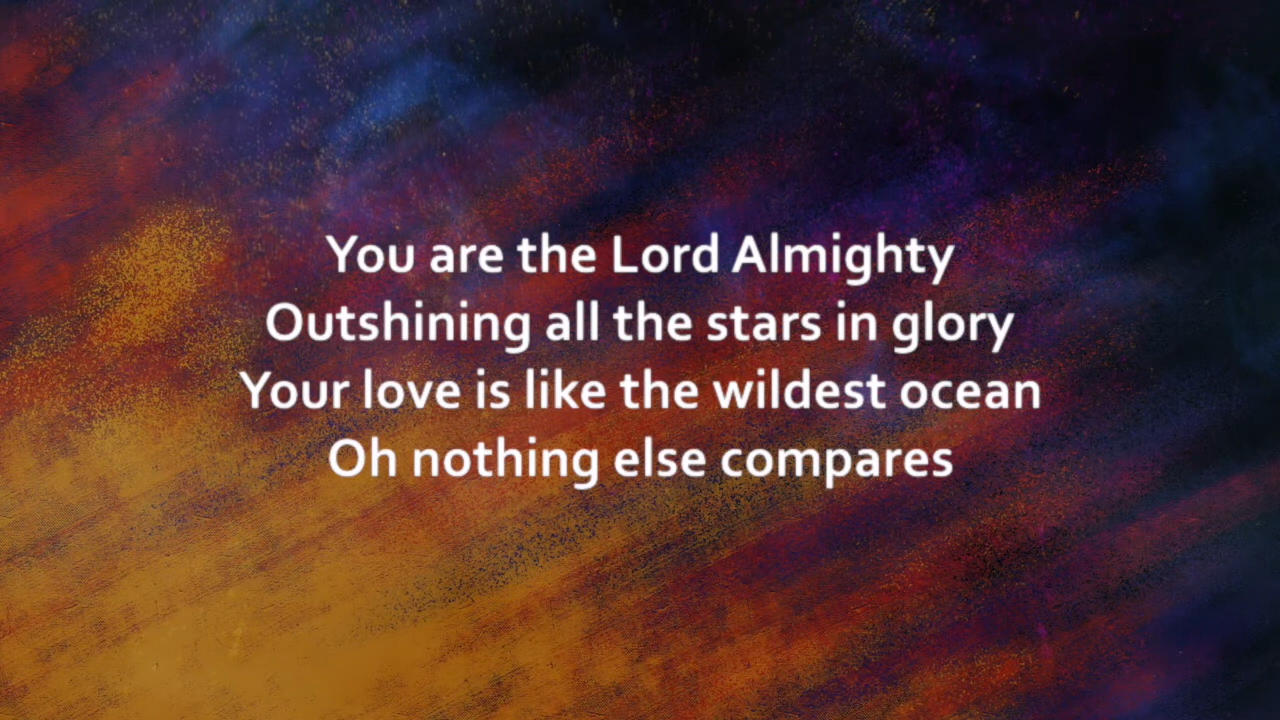 You are the Lord Almighty
Outshining all the stars in glory
Your love is like the wildest ocean
Oh nothing else compares